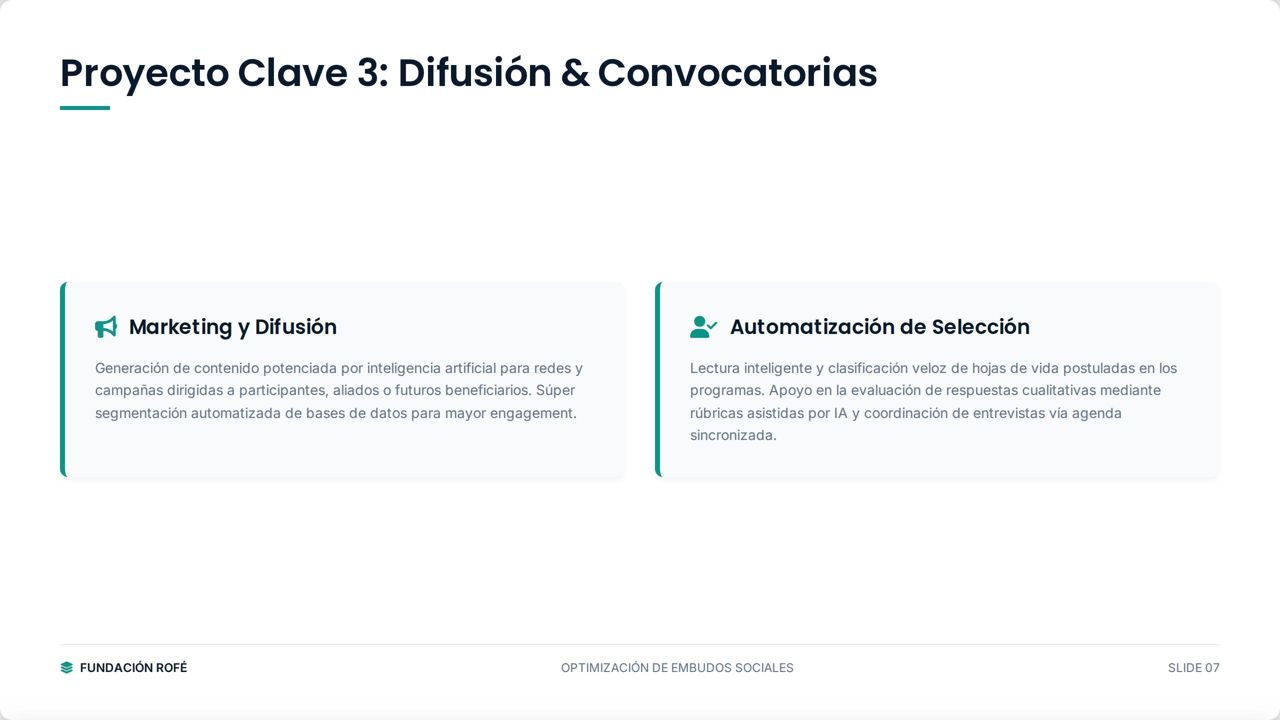 Proyecto Clave 3: Difusión & Convocatorias
Marketing y Difusión
Generación de contenido potenciada por inteligencia artificial para redes y
campañas dirigidas a participantes, aliados o futuros beneficiarios. Súper
segmentación automatizada de bases de datos para mayor engagement.
Automatización de Selección
Lectura inteligente y clasificación veloz de hojas de vida postuladas en los
programas. Apoyo en la evaluación de respuestas cualitativas mediante
rúbricas asistidas por IA y coordinación de entrevistas vía agenda
sincronizada.
FUNDACIÓN ROFÉ
OPTIMIZACIÓN DE EMBUDOS SOCIALES
SLIDE 07